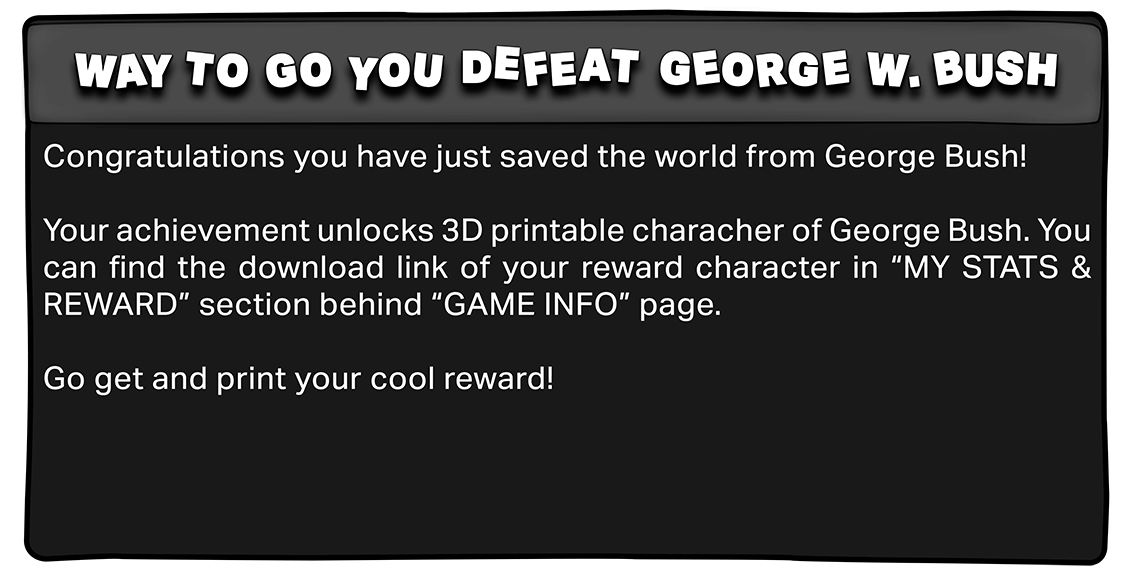 WAY TO GO YOU DEFEAT GEORGE W. BUSH
Congratulations you have just saved the world from George Bush!
Your achievement unlocks 3D printable characher of George Bush. You
can find the download link of your reward character in “MY STATS &
REWARD” section behind “GAME INFO” page.
Go get and print your cool reward!